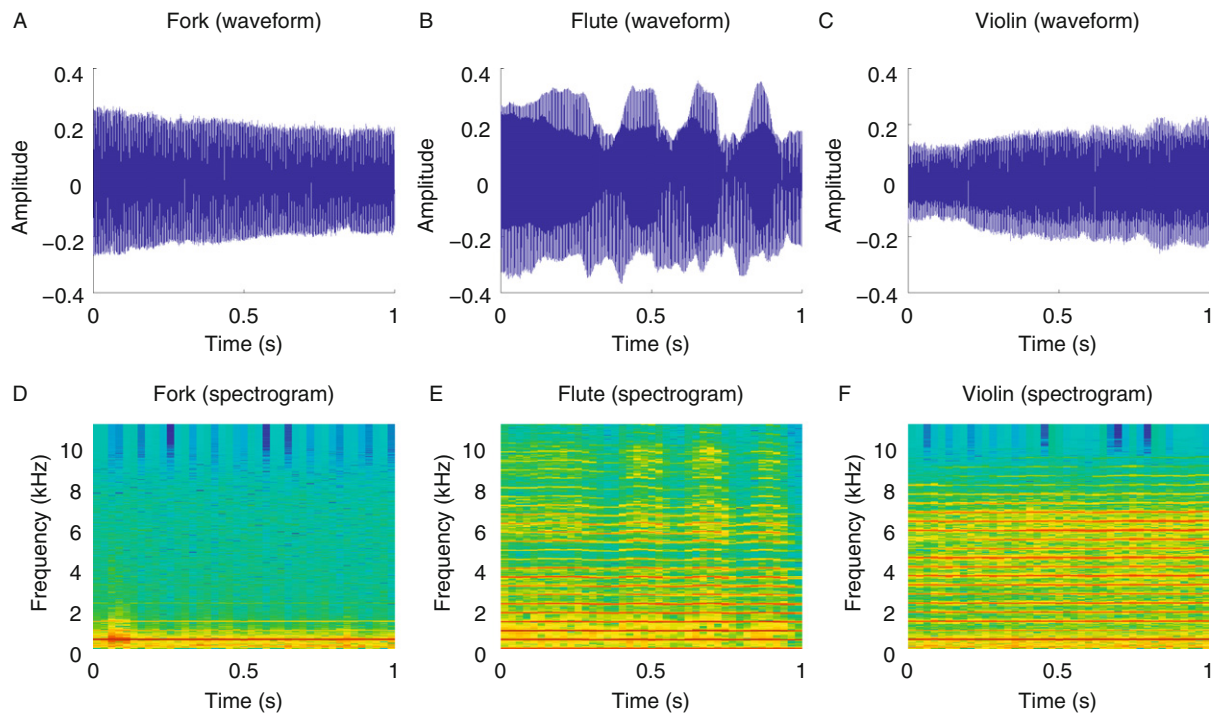 A Fork (waveform)
0.4
0.2
0
−0.2
−0.4
Amplitude
0 0.5 1
Time (s)
B Flute (waveform)
0.4
0.2
0
−0.2
−0.4
Amplitude
0 0.5 1
Time (s)
C Violin (waveform)
0.4
0.2
0
−0.2
−0.4
Amplitude
0 0.5 1
Time (s)
D Fork (spectrogram)
10
8
6
4
2
0
Frequency (kHz)
0 0.5 1
Time (s)
E Flute (spectrogram)
10
8
6
4
2
0
Frequency (kHz)
0 0.5 1
Time (s)
F Violin (spectrogram)
10
8
6
4
2
0
Frequency (kHz)
0 0.5 1
Time (s)